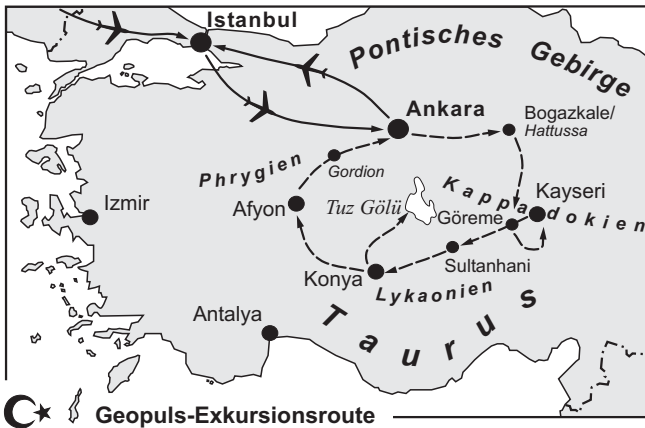 Istanbul
Pontisches Gebirge
Ankara
Bogazkale/
Hattussa
Phrygien
Gordion
Kappadokien
Kayseri
Izmir
Afyon
Tuz Gölü
Göreme
Sultanhani
Konya
Lykaonien
Antalya
Taurus
Geopuls-Exkursionsroute